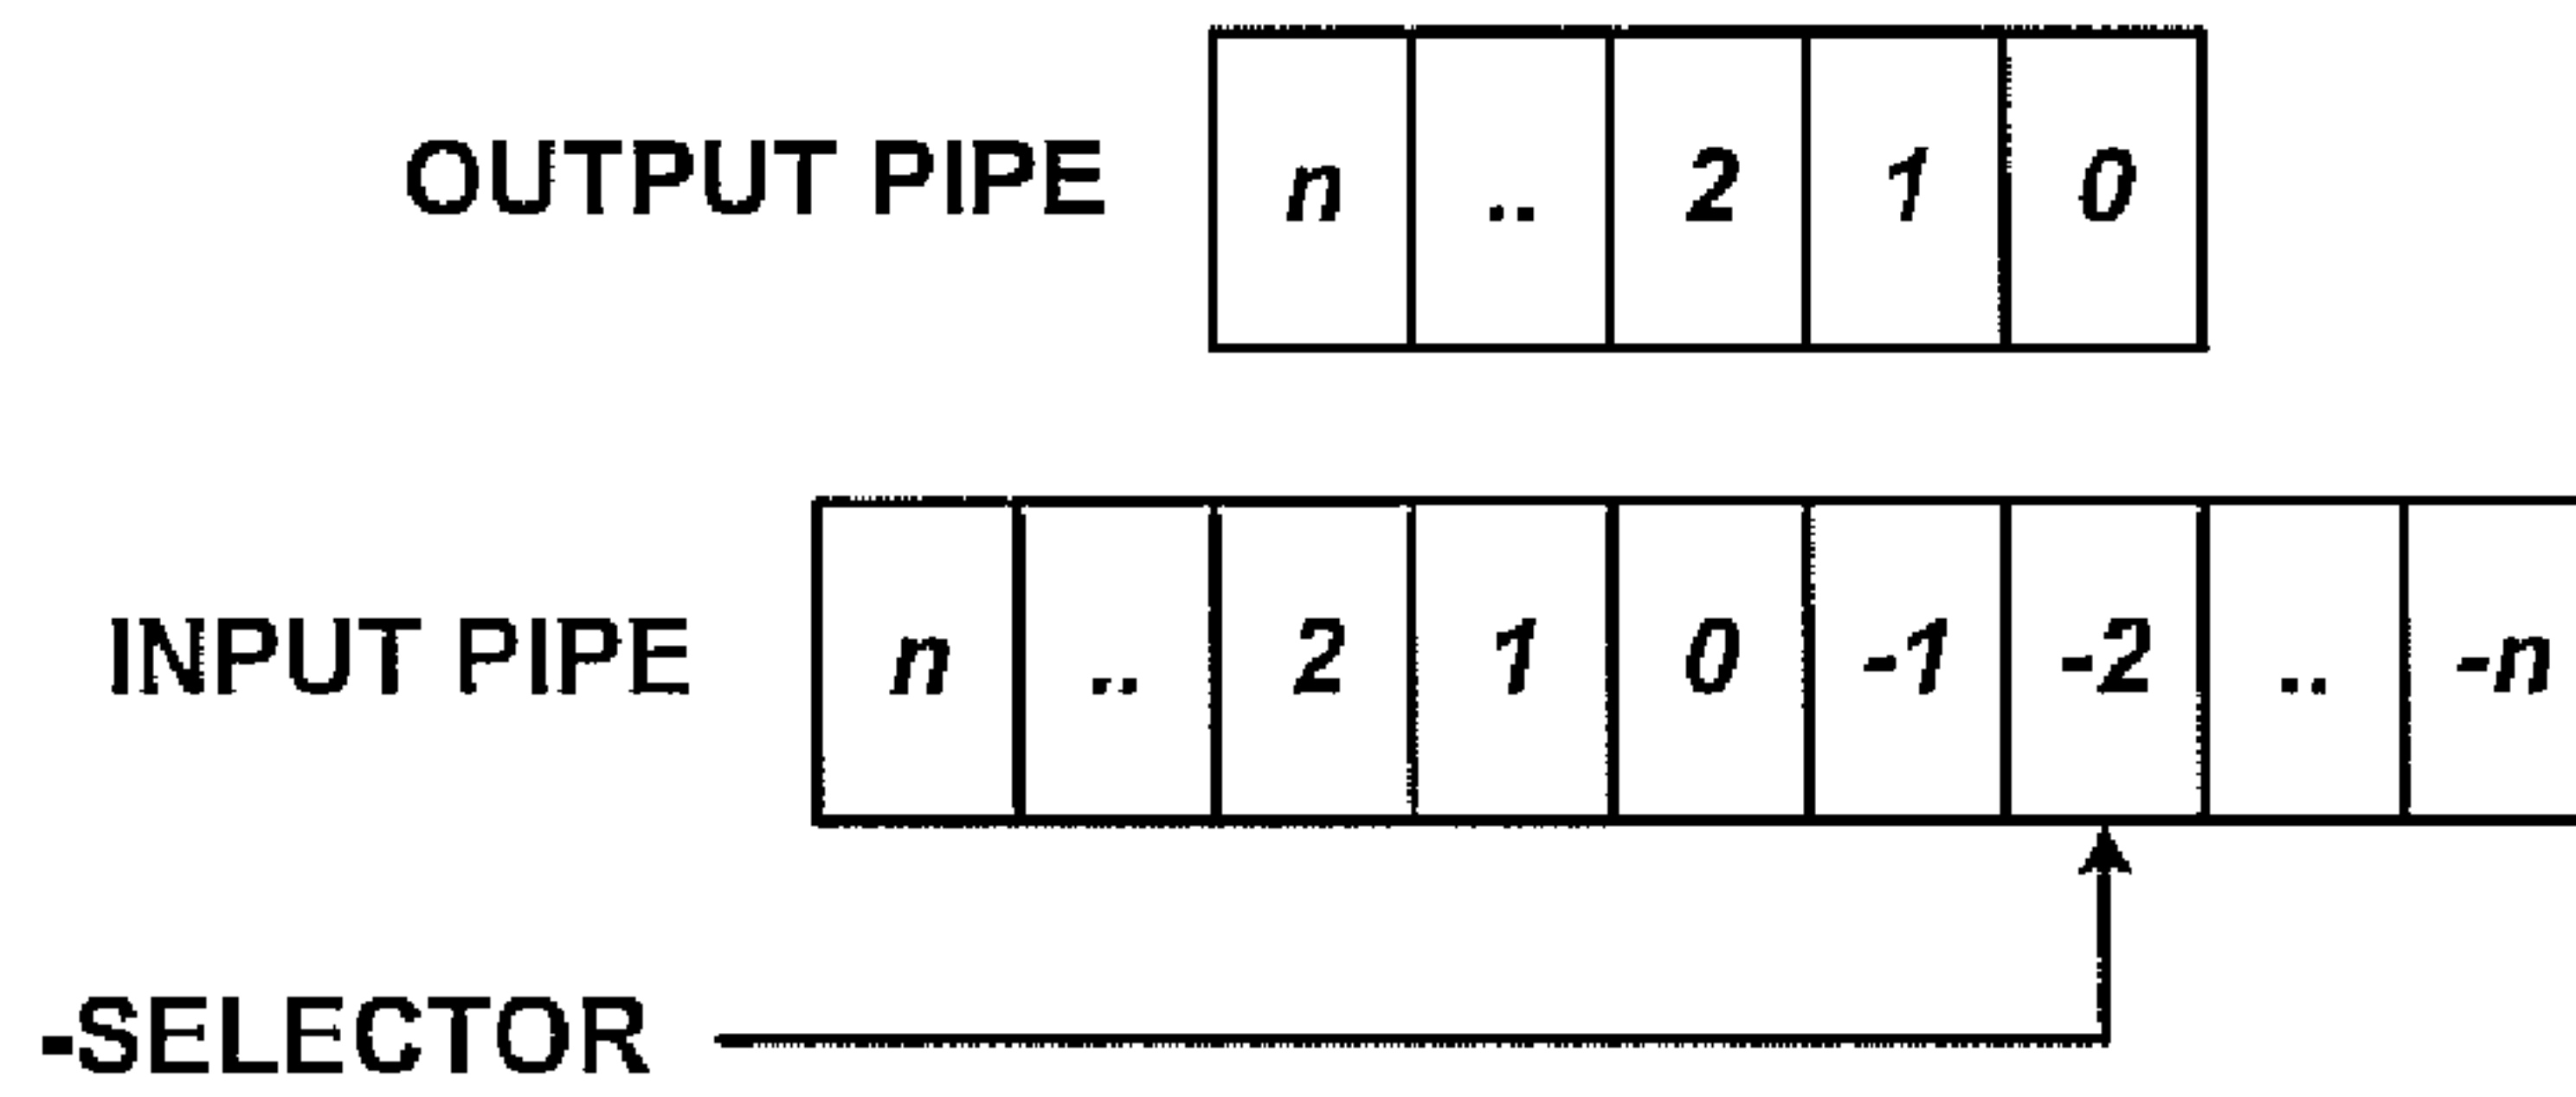 OUTPUT PIPE n .. 2 1 0
INPUT PIPE n .. 2 1 0 -1 -2 .. -n
-SELECTOR